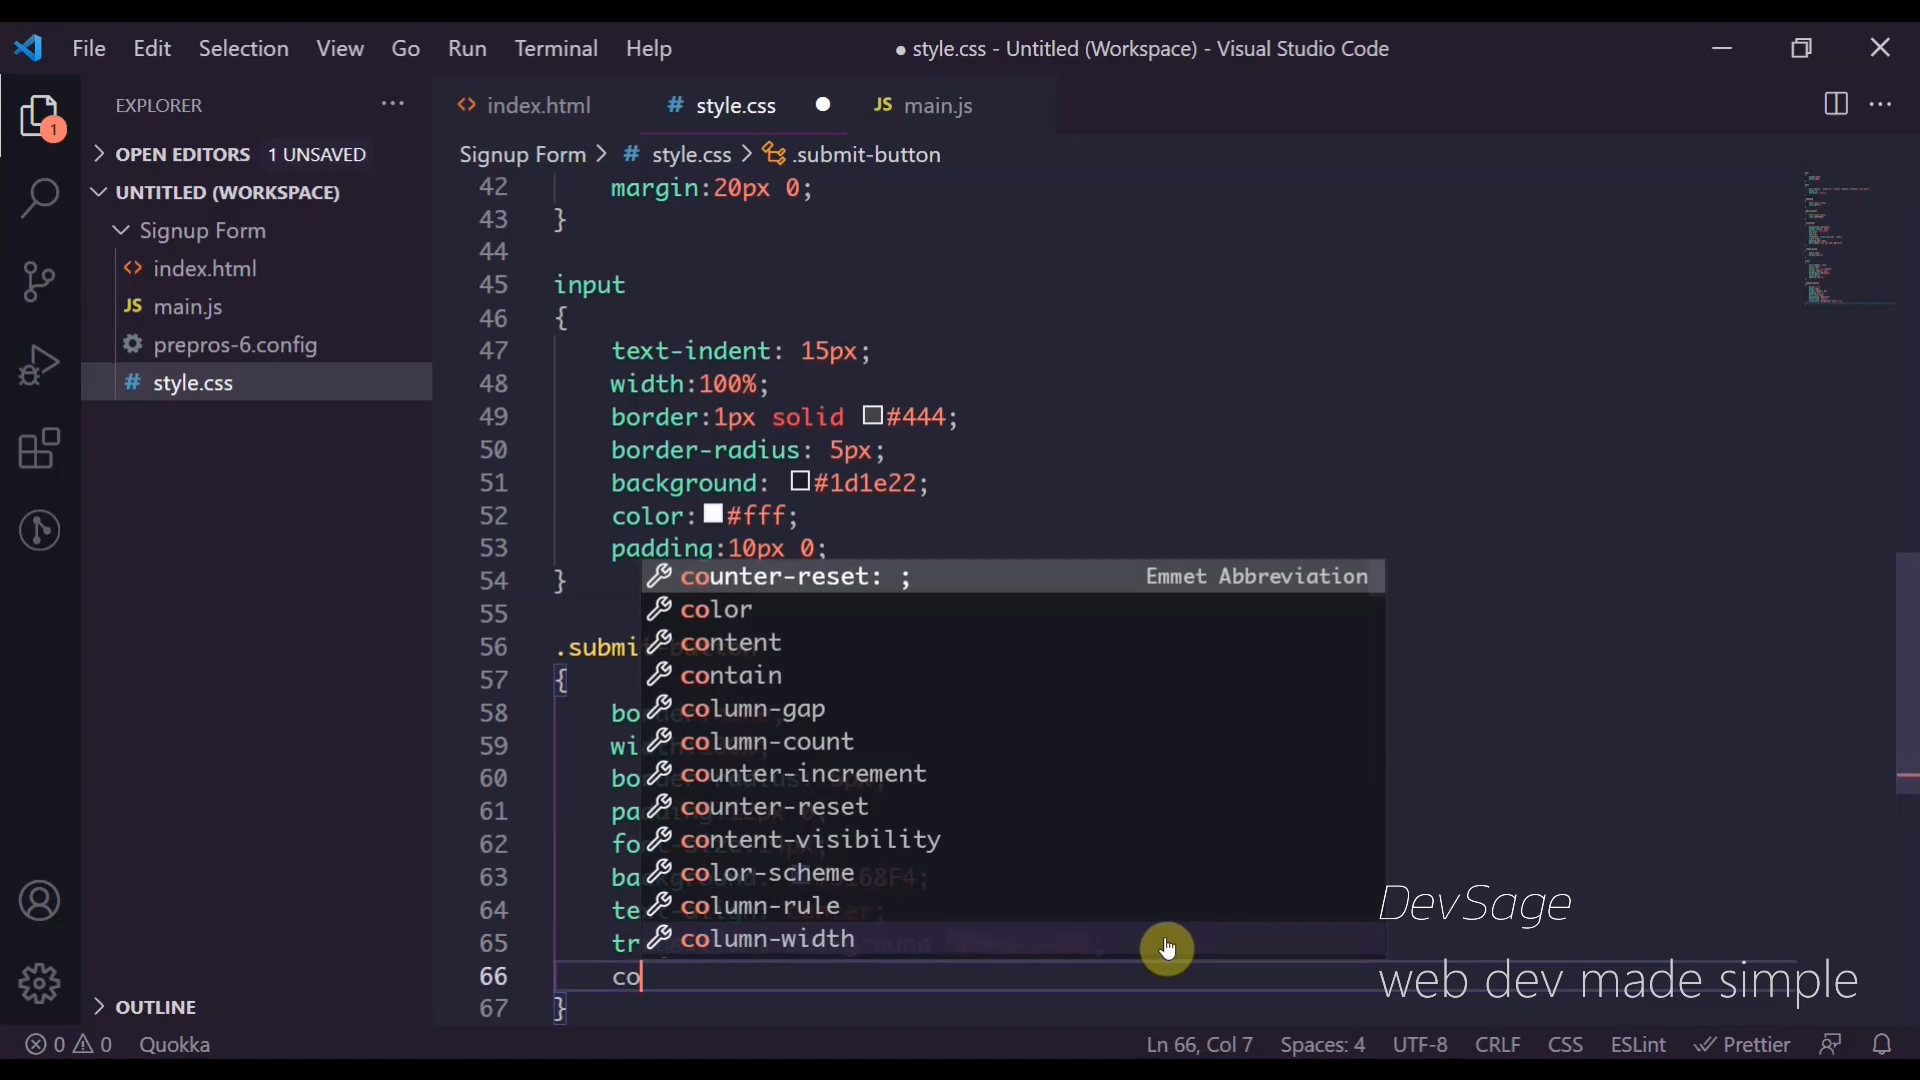 File Edit Selection View Go Run Terminal Help
● style.css - Untitled (Workspace) - Visual Studio Code
EXPLORER
1
OPEN EDITORS 1 UNSAVED
UNTITLED (WORKSPACE)
Signup Form
index.html
JS main.js
prepros-6.config
# style.css
OUTLINE
index.html
# style.css
JS main.js
Signup Form > # style.css > .submit-button
42 margin:20px 0;
43 }
44
45 input
46 {
47 text-indent: 15px;
48 width:100%;
49 border:1px solid #444;
50 border-radius: 5px;
51 background: #1d1e22;
52 color:#fff;
53 padding:10px 0;
54 }
55
56 .submit-button
57 {
58 bo
59 wi
60 bo
61 pa
62 fo
63 ba
64 te
65 tr
66 co
67 }
counter-reset: ; Emmet Abbreviation
color
content
contain
column-gap
column-count
counter-increment
counter-reset
content-visibility
color-scheme
column-rule
column-width
DevSage
web dev made simple
0 0 Quokka
Ln 66, Col 7 Spaces: 4 UTF-8 CRLF CSS ESLint Prettier